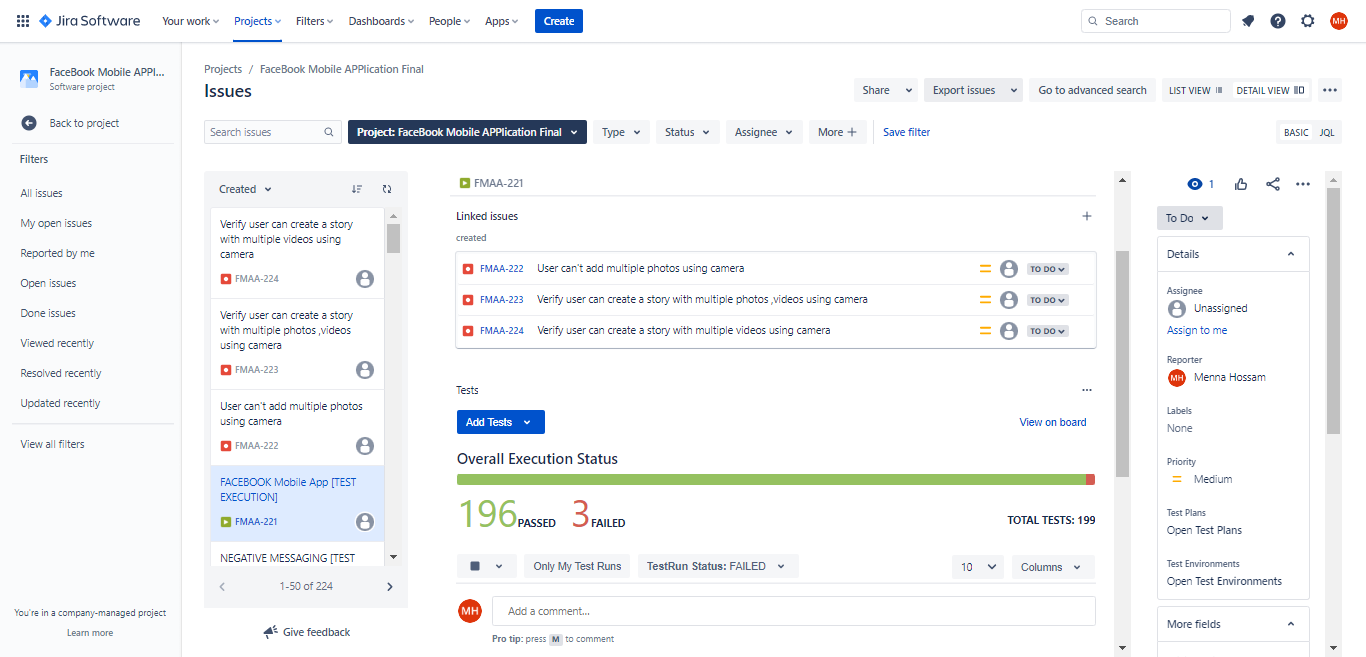 Jira Software
Your work
Projects
Filters
Dashboards
People
Apps
Create
Search
MH
FaceBook Mobile APPl...
Software project
Back to project
Filters
All issues
My open issues
Reported by me
Open issues
Done issues
Viewed recently
Resolved recently
Updated recently
View all filters
You're in a company-managed project
Learn more
Projects / FaceBook Mobile APPlication Final
Issues
Share
Export issues
Go to advanced search
LIST VIEW
DETAIL VIEW
Search issues
Project: FaceBook Mobile APPlication Final
Type
Status
Assignee
More
Save filter
BASIC
JQL
Created
Verify user can create a story
with multiple videos using
camera
FMAA-224
Verify user can create a story
with multiple photos ,videos
using camera
FMAA-223
User can't add multiple photos
using camera
FMAA-222
FACEBOOK Mobile App [TEST
EXECUTION]
FMAA-221
NEGATIVE MESSAGING [TEST
1-50 of 224
Give feedback
FMAA-221
Linked issues
created
FMAA-222 User can't add multiple photos using camera TO DO
FMAA-223 Verify user can create a story with multiple photos ,videos using camera TO DO
FMAA-224 Verify user can create a story with multiple videos using camera TO DO
Tests
Add Tests
View on board
Overall Execution Status
196 PASSED 3 FAILED
TOTAL TESTS: 199
Only My Test Runs
TestRun Status: FAILED
10
Columns
MH
Add a comment...
Pro tip: press M to comment
1
To Do
Details
Assignee
Unassigned
Assign to me
Reporter
MH Menna Hossam
Labels
None
Priority
Medium
Test Plans
Open Test Plans
Test Environments
Open Test Environments
More fields